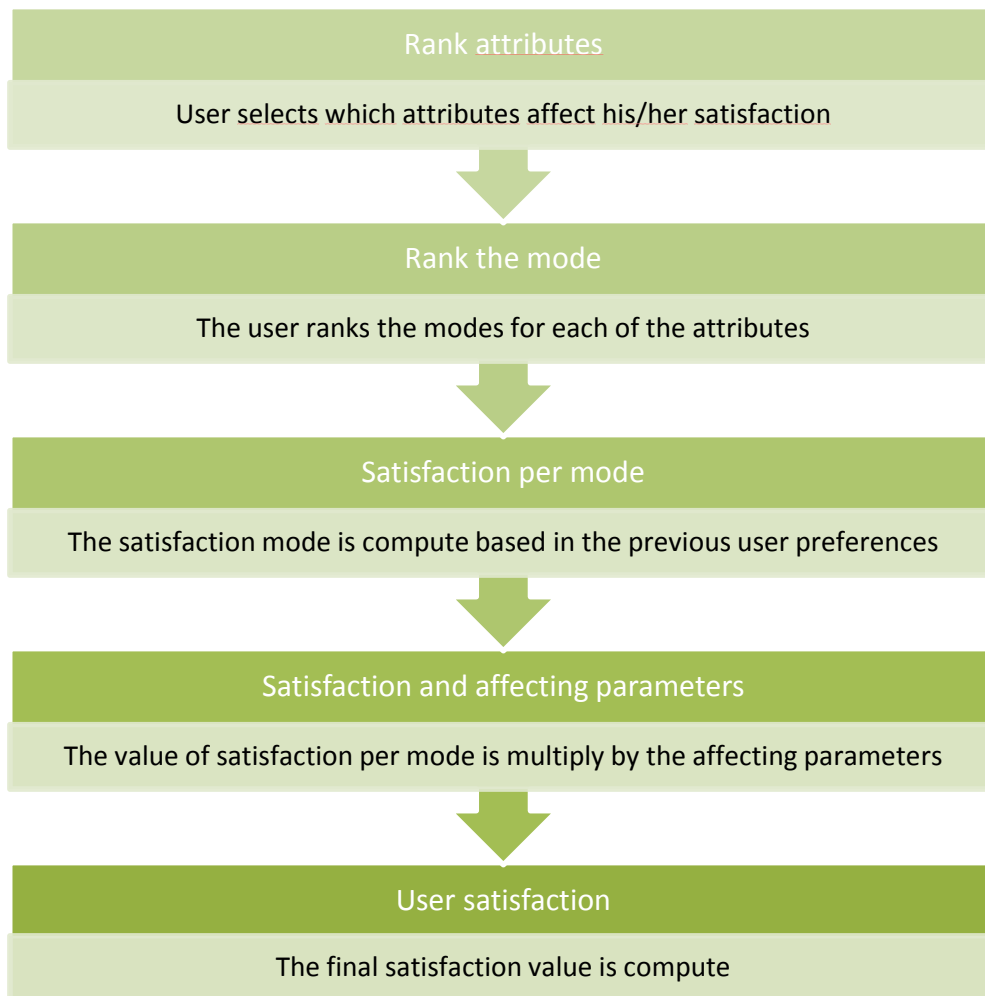 Rank attributes
User selects which attributes affect his/her satisfaction
Rank the mode
The user ranks the modes for each of the attributes
Satisfaction per mode
The satisfaction mode is compute based in the previous user preferences
Satisfaction and affecting parameters
The value of satisfaction per mode is multiply by the affecting parameters
User satisfaction
The final satisfaction value is compute